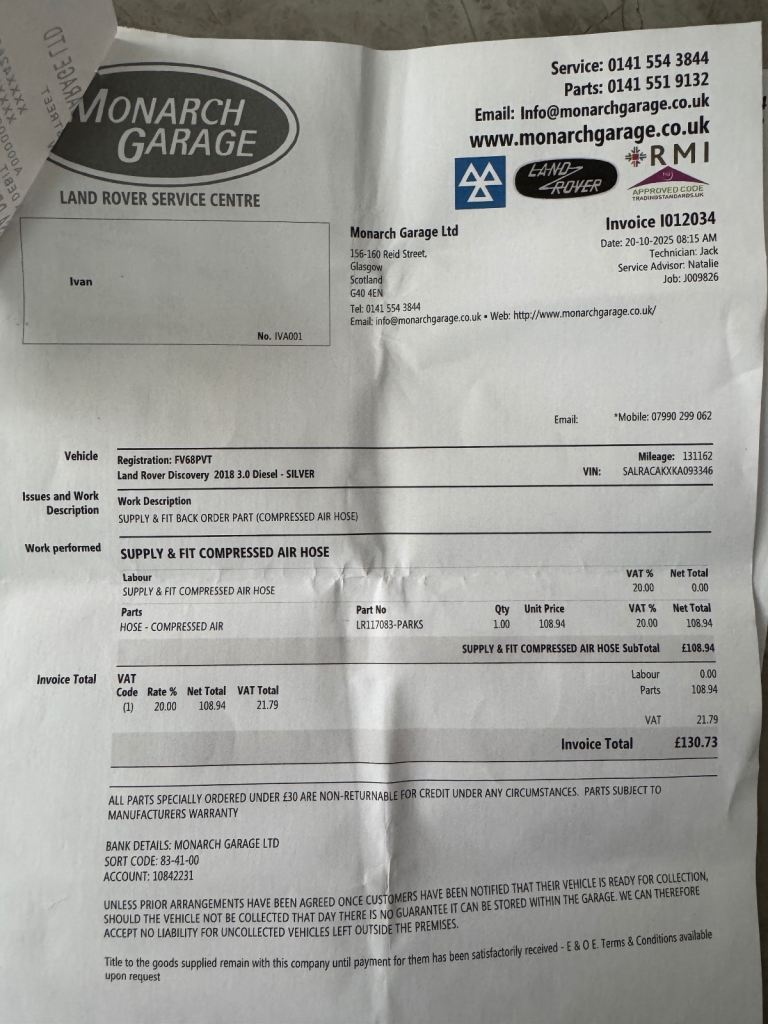 MONARCH
GARAGE
LAND ROVER SERVICE CENTRE
Service: 0141 554 3844
Parts: 0141 551 9132
Email: Info@monarchgarage.co.uk
www.monarchgarage.co.uk
LAND ROVER
RMI
APPROVED CODE
TRADINGSTANDARDS.UK
Ivan
No. IVA001
Monarch Garage Ltd
156-160 Reid Street,
Glasgow
Scotland
G40 4EN
Tel: 0141 554 3844
Email: info@monarchgarage.co.uk • Web: http://www.monarchgarage.co.uk/
Invoice I012034
Date: 20-10-2025 08:15 AM
Technician: Jack
Service Advisor: Natalie
Job: J009826
Email: *Mobile: 07990 299 062
Vehicle
Registration: FV68PVT
Mileage: 131162
Land Rover Discovery 2018 3.0 Diesel - SILVER
VIN: SALRACAKXKA093346
Issues and Work
Description
Work Description
SUPPLY & FIT BACK ORDER PART (COMPRESSED AIR HOSE)
Work performed
SUPPLY & FIT COMPRESSED AIR HOSE
Labour VAT % Net Total
SUPPLY & FIT COMPRESSED AIR HOSE 20.00 0.00
Parts Part No Qty Unit Price VAT % Net Total
HOSE - COMPRESSED AIR LR117083-PARKS 1.00 108.94 20.00 108.94
SUPPLY & FIT COMPRESSED AIR HOSE SubTotal £108.94
Invoice Total
VAT
Code Rate % Net Total VAT Total
(1) 20.00 108.94 21.79
Labour 0.00
Parts 108.94
VAT 21.79
Invoice Total £130.73
ALL PARTS SPECIALLY ORDERED UNDER £30 ARE NON-RETURNABLE FOR CREDIT UNDER ANY CIRCUMSTANCES. PARTS SUBJECT TO
MANUFACTURERS WARRANTY
BANK DETAILS: MONARCH GARAGE LTD
SORT CODE: 83-41-00
ACCOUNT: 10842231
UNLESS PRIOR ARRANGEMENTS HAVE BEEN AGREED ONCE CUSTOMERS HAVE BEEN NOTIFIED THAT THEIR VEHICLE IS READY FOR COLLECTION,
SHOULD THE VEHICLE NOT BE COLLECTED THAT DAY THERE IS NO GUARANTEE IT CAN BE STORED WITHIN THE GARAGE. WE CAN THEREFORE
ACCEPT NO LIABILITY FOR UNCOLLECTED VEHICLES LEFT OUTSIDE THE PREMISES.
Title to the goods supplied remain with this company until payment for them has been satisfactorily received - E & O E. Terms & Conditions available
upon request